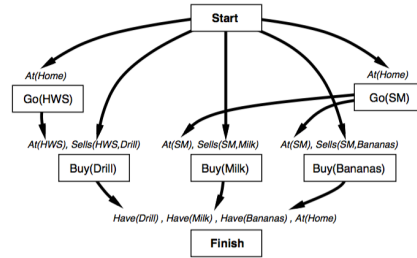 Start
At(Home)
At(Home)
Go(HWS)
Go(SM)
At(HWS), Sells(HWS,Drill)
At(SM), Sells(SM,Milk)
At(SM), Sells(SM,Bananas)
Buy(Drill)
Buy(Milk)
Buy(Bananas)
Have(Drill) , Have(Milk) , Have(Bananas) , At(Home)
Finish